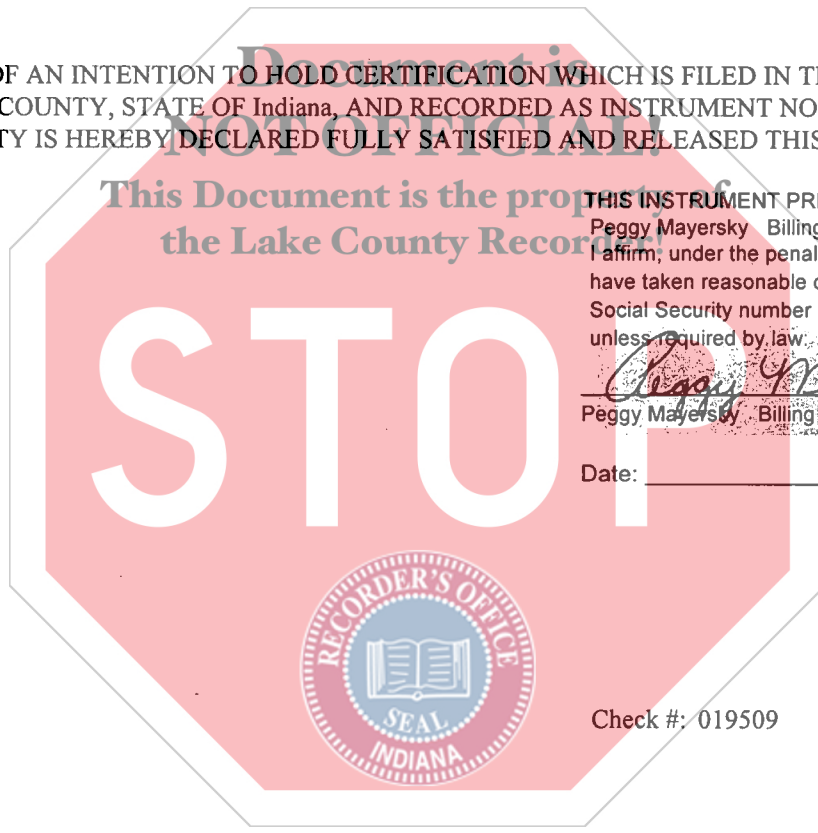 Document is
OF AN INTENTION TO HOLD CERTIFICATION WHICH IS FILED IN
COUNTY, STATE OF Indiana, AND RECORDED AS INSTRUMENT NO
NOT OFFICIAL!
TY IS HEREBY DECLARED FULLY SATISFIED AND RELEASED THIS
This Document is the property of
the Lake County Recorder!
THIS INSTRUMENT PR
Peggy Mayersky Billing
I affirm, under the penal
have taken reasonable
Social Security number
unless required by law.
Peggy M
Peggy Mayersky Billing
Date:
STOP
RECORDER'S OFFICE
SEAL
INDIANA
Check #: 019509